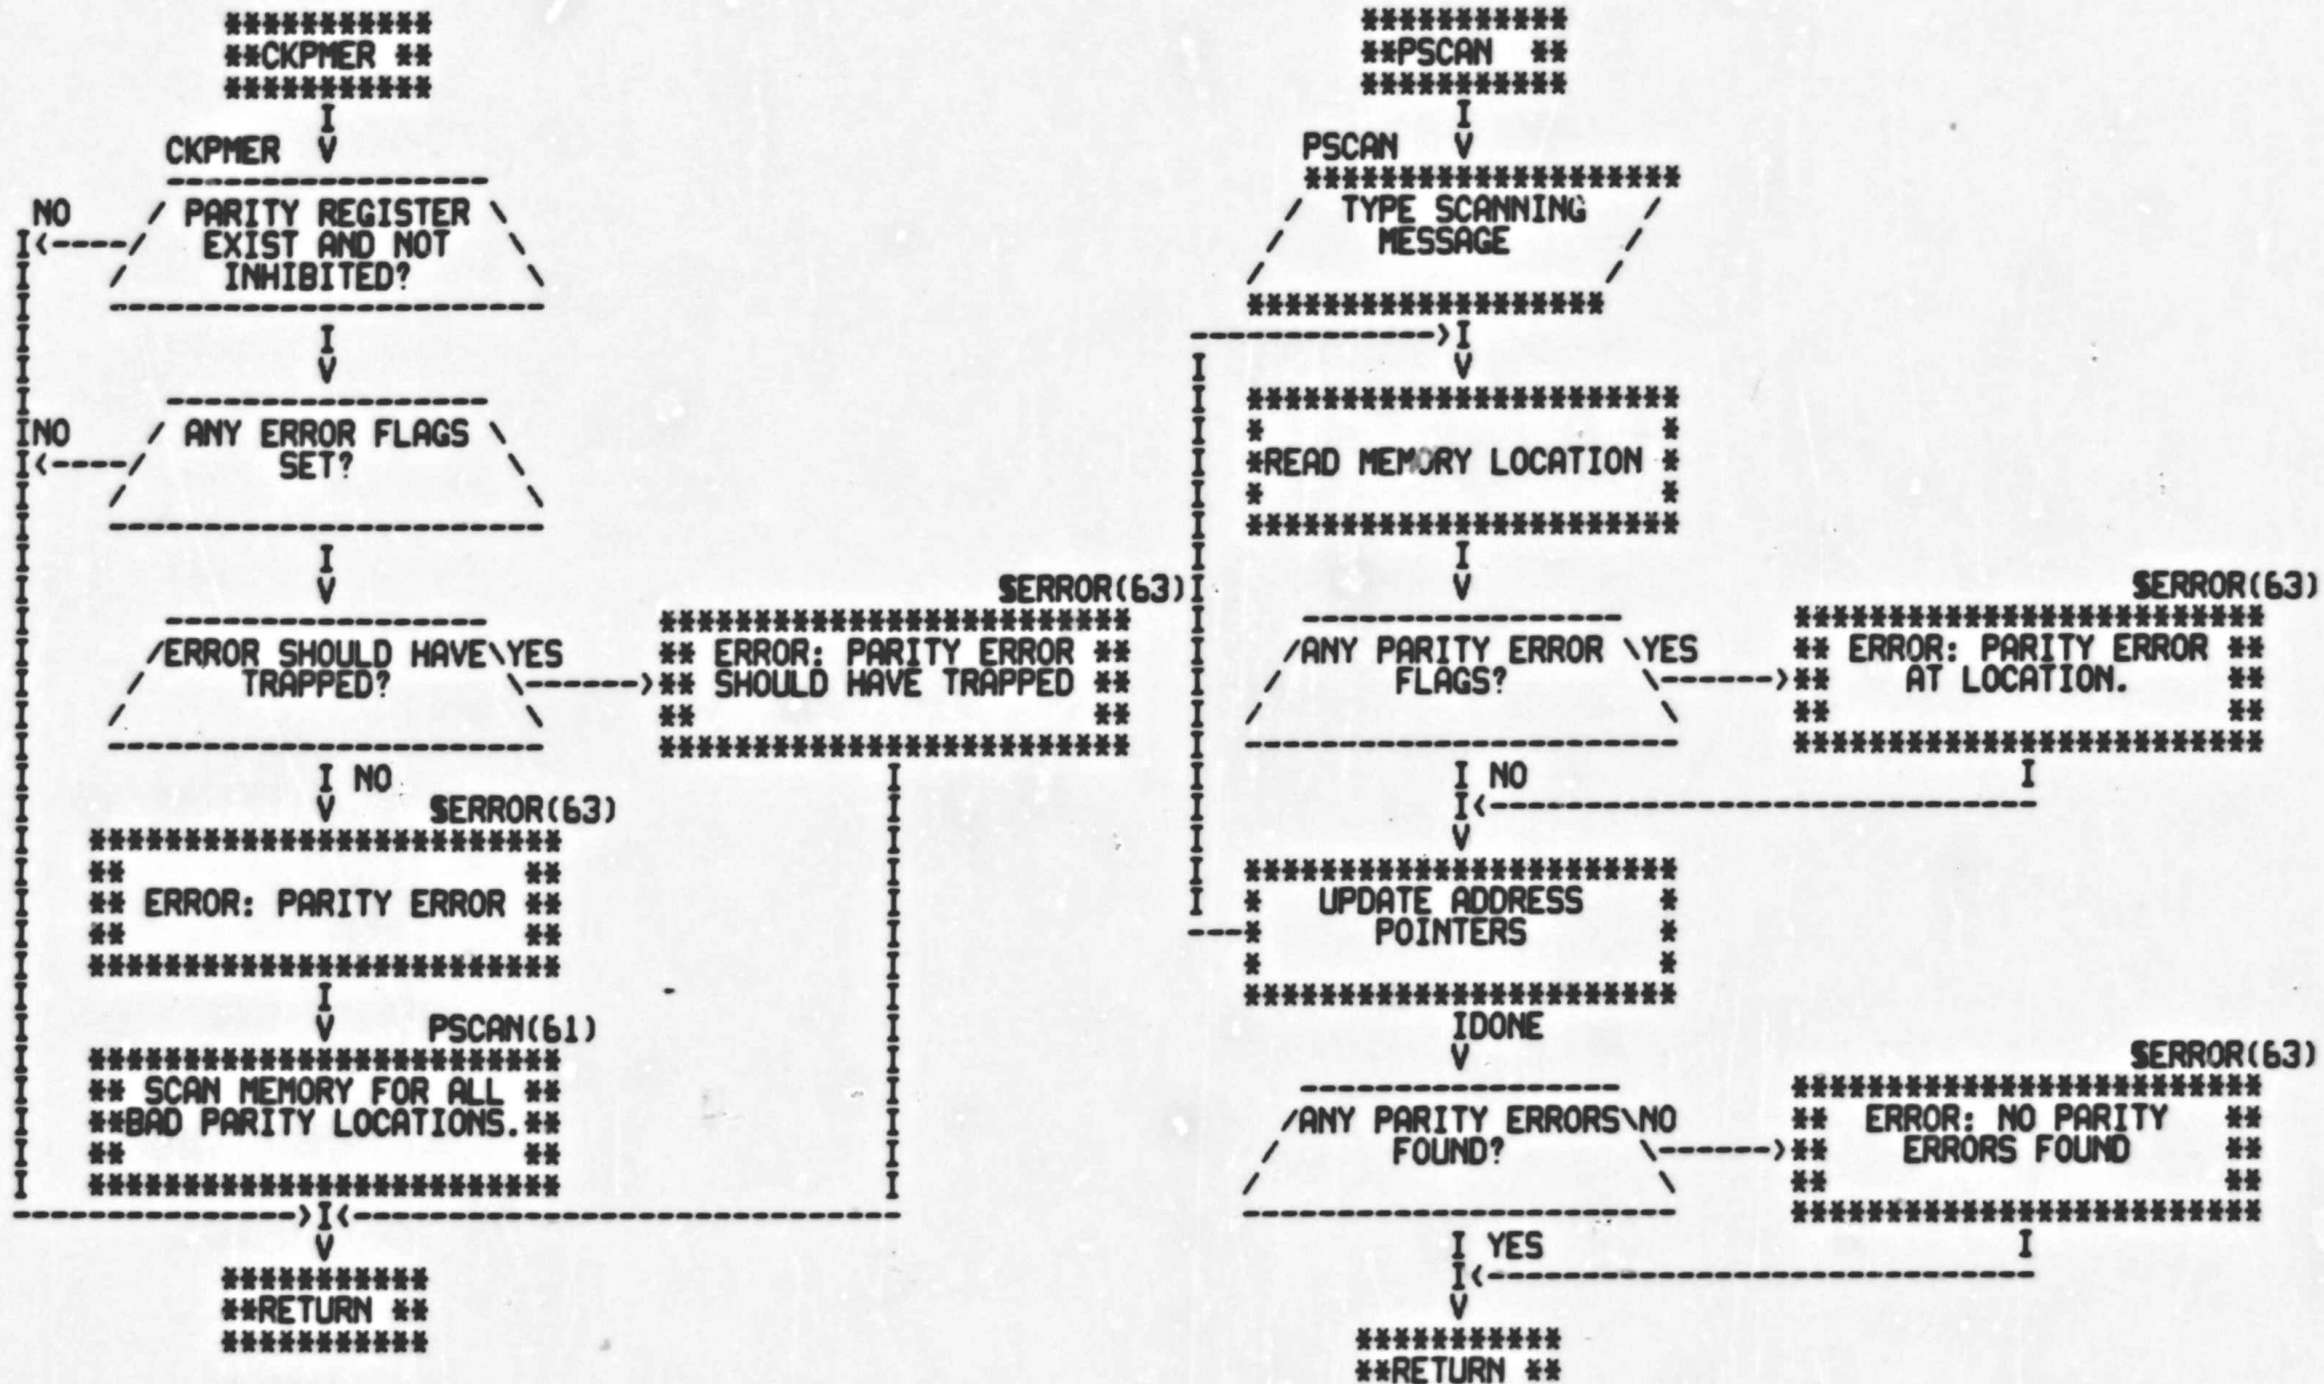 **CKPMER **
CKPMER
NO
PARITY REGISTER
EXIST AND NOT
INHIBITED?
NO
ANY ERROR FLAGS
SET?
ERROR SHOULD HAVE
TRAPPED?
YES
$ERROR(63)
** ERROR: PARITY ERROR **
** SHOULD HAVE TRAPPED **
NO
$ERROR(63)
** ERROR: PARITY ERROR **
PSCAN(61)
** SCAN MEMORY FOR ALL **
**BAD PARITY LOCATIONS.**
**RETURN **
**PSCAN **
PSCAN
TYPE SCANNING
MESSAGE
*READ MEMORY LOCATION *
ANY PARITY ERROR
FLAGS?
YES
$ERROR(63)
** ERROR: PARITY ERROR **
** AT LOCATION. **
NO
* UPDATE ADDRESS *
POINTERS *
IDONE
ANY PARITY ERRORS
FOUND?
NO
$ERROR(63)
** ERROR: NO PARITY **
** ERRORS FOUND **
YES
**RETURN **